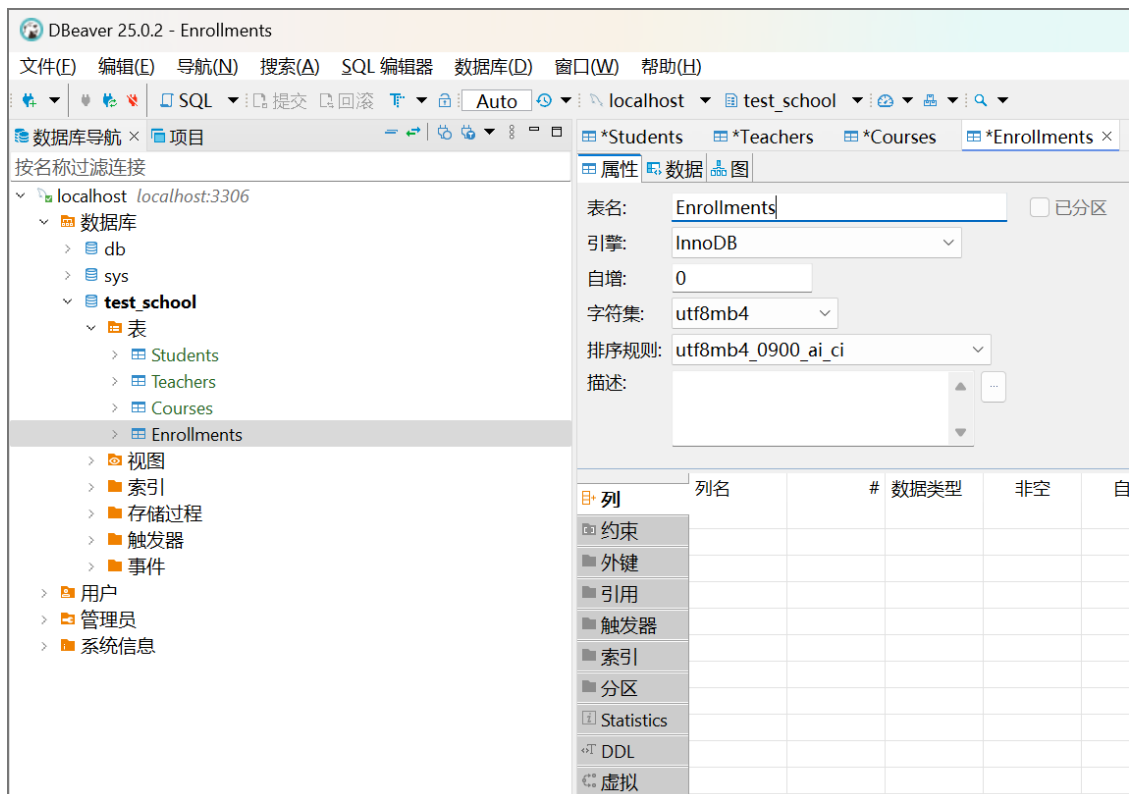 DBeaver 25.0.2 - Enrollments
文件(F) 编辑(E) 导航(N) 搜索(A) SQL 编辑器 数据库(D) 窗口(W) 帮助(H)
SQL 提交 回滚 Auto localhost test_school
数据库导航 项目
按名称过滤连接
localhost localhost:3306
数据库
db
sys
test_school
表
Students
Teachers
Courses
Enrollments
视图
索引
存储过程
触发器
事件
用户
管理员
系统信息
*Students *Teachers *Courses *Enrollments
属性 数据 图
表名: Enrollments 已分区
引擎: InnoDB
自增: 0
字符集: utf8mb4
排序规则: utf8mb4_0900_ai_ci
描述:
...
列名 # 数据类型 非空 自
列
约束
外键
引用
触发器
索引
分区
Statistics
DDL
虚拟